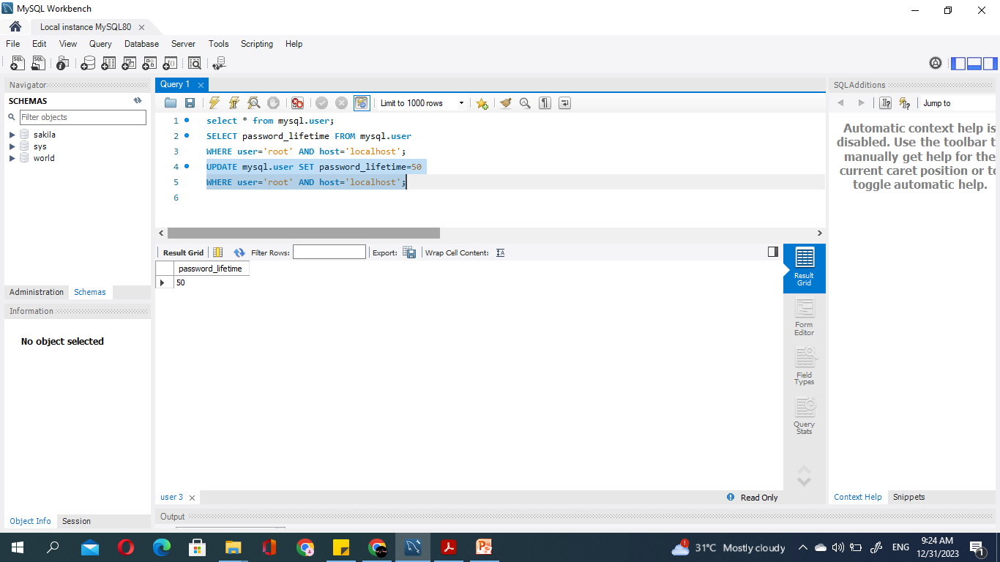 MySQL Workbench
Local instance MySQL80
File Edit View Query Database Server Tools Scripting Help
Navigator
SCHEMAS
Filter objects
sakila
sys
world
Administration Schemas
Information
No object selected
Object Info Session
Query 1
Limit to 1000 rows
1 select * from mysql.user;
2 SELECT password_lifetime FROM mysql.user
3 WHERE user='root' AND host='localhost';
4 UPDATE mysql.user SET password_lifetime=50
5 WHERE user='root' AND host='localhost';
6
Result Grid Filter Rows: Export: Wrap Cell Content:
password_lifetime
50
Result
Grid
Form
Editor
Field
Types
Query
Stats
user 3
Read Only
Output
SQLAdditions
Jump to
Automatic context help is
disabled. Use the toolbar t
manually get help for the
current caret position or to
toggle automatic help.
Context Help Snippets
1 31°C Mostly cloudy
ENG
9:24 AM
12/31/2023
1